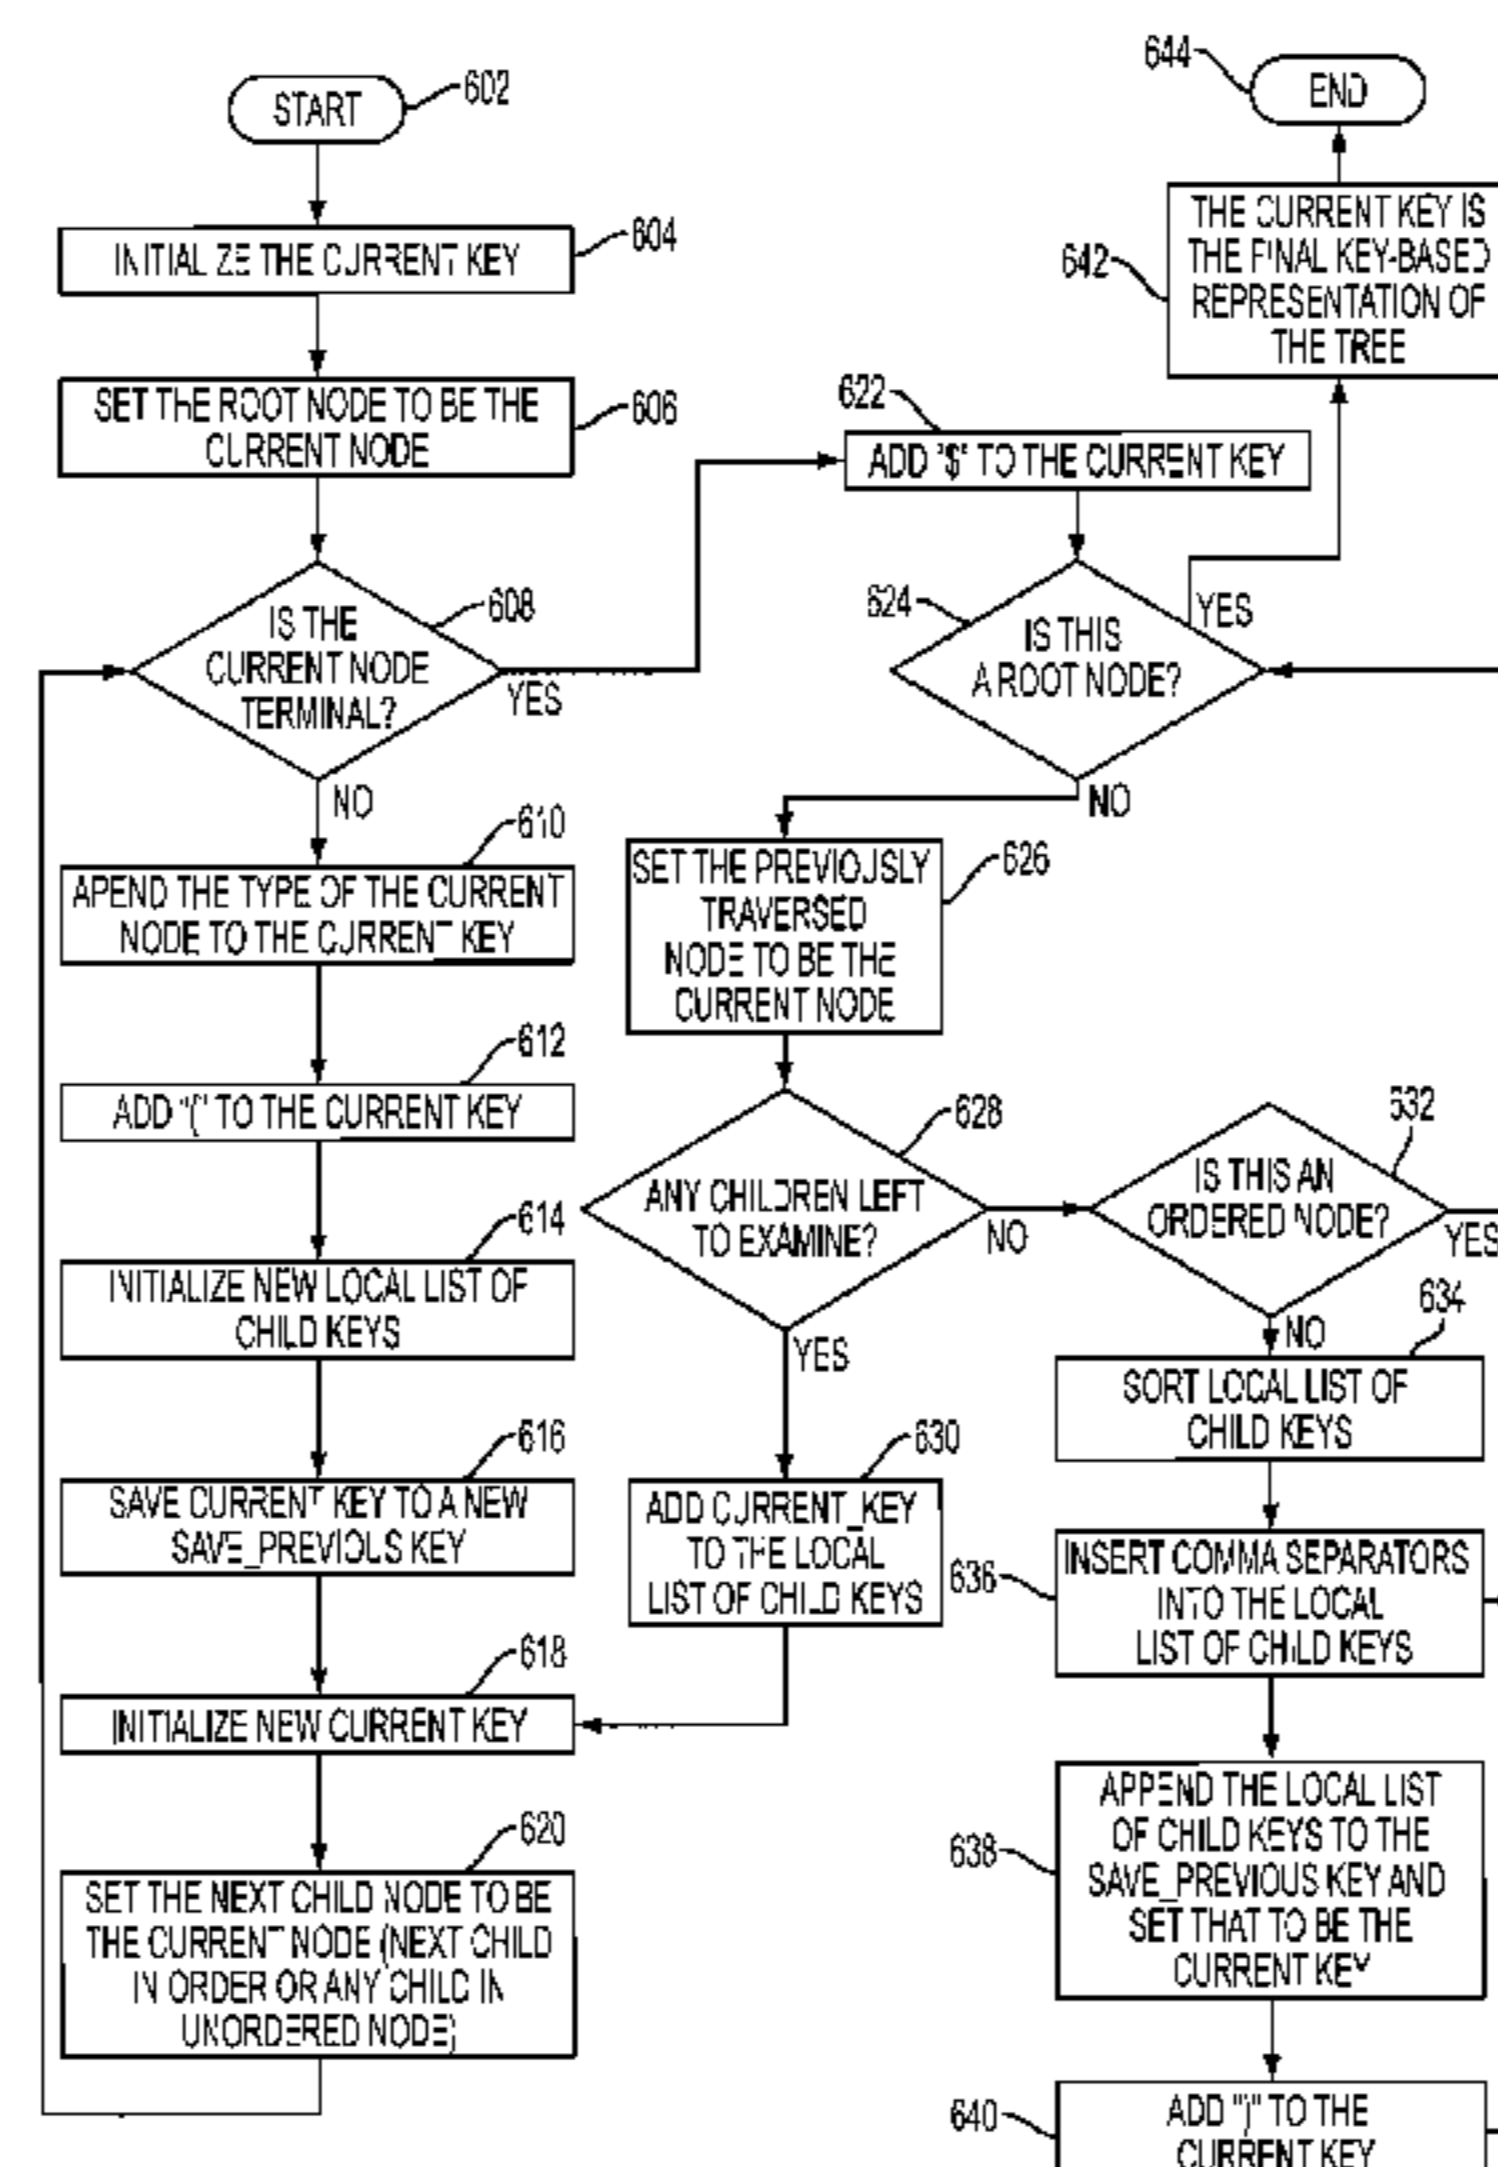 START
602
INITIALIZE THE CURRENT KEY
604
SET THE ROOT NODE TO BE THE
CURRENT NODE
606
IS THE
CURRENT NODE
TERMINAL?
608
YES
NO
610
APEND THE TYPE OF THE CURRENT
NODE TO THE CURRENT KEY
612
ADD "(" TO THE CURRENT KEY
614
INITIALIZE NEW LOCAL LIST OF
CHILD KEYS
616
SAVE CURRENT KEY TO A NEW
SAVE_PREVIOUS KEY
618
INITIALIZE NEW CURRENT KEY
620
SET THE NEXT CHILD NODE TO BE
THE CURRENT NODE (NEXT CHILD
IN ORDER OR ANY CHILD IN
UNORDERED NODE)
622
ADD "$" TO THE CURRENT KEY
624
IS THIS
A ROOT NODE?
YES
NO
626
SET THE PREVIOUSLY
TRAVERSED
NODE TO BE THE
CURRENT NODE
628
ANY CHILDREN LEFT
TO EXAMINE?
NO
YES
630
ADD CURRENT_KEY
TO THE LOCAL
LIST OF CHILD KEYS
632
IS THIS AN
ORDERED NODE?
YES
NO
634
SORT LOCAL LIST OF
CHILD KEYS
636
INSERT COMMA SEPARATORS
INTO THE LOCAL
LIST OF CHILD KEYS
638
APPEND THE LOCAL LIST
OF CHILD KEYS TO THE
SAVE_PREVIOUS KEY AND
SET THAT TO BE THE
CURRENT KEY
640
ADD ")" TO THE
CURRENT KEY
642
THE CURRENT KEY IS
THE FINAL KEY-BASED
REPRESENTATION OF
THE TREE
644
END